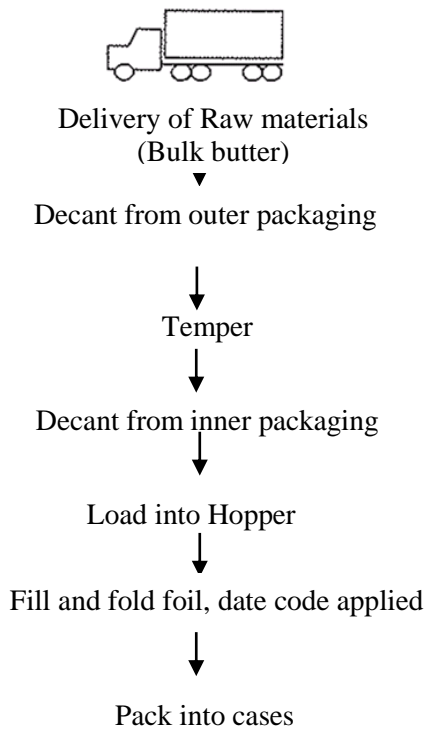 Delivery of Raw materials
(Bulk butter)
Decant from outer packaging
Temper
Decant from inner packaging
Load into Hopper
Fill and fold foil, date code applied
Pack into cases